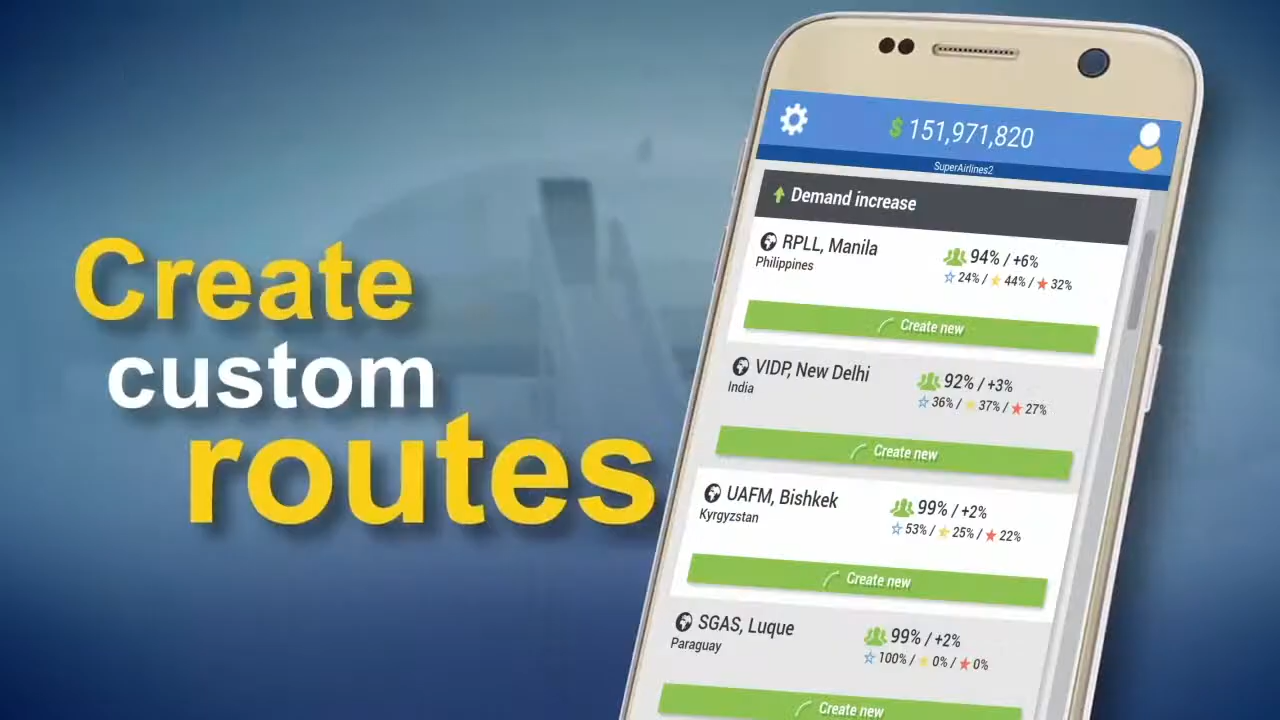 Create
custom
routes
$ 151,971,820
SuperAirlines2
Demand increase
RPLL, Manila
Philippines
94% / +6%
24% / 44% / 32%
Create new
VIDP, New Delhi
India
92% / +3%
36% / 37% / 27%
Create new
UAFM, Bishkek
Kyrgyzstan
99% / +2%
53% / 25% / 22%
Create new
SGAS, Luque
Paraguay
99% / +2%
100% / 0% / 0%
Create new